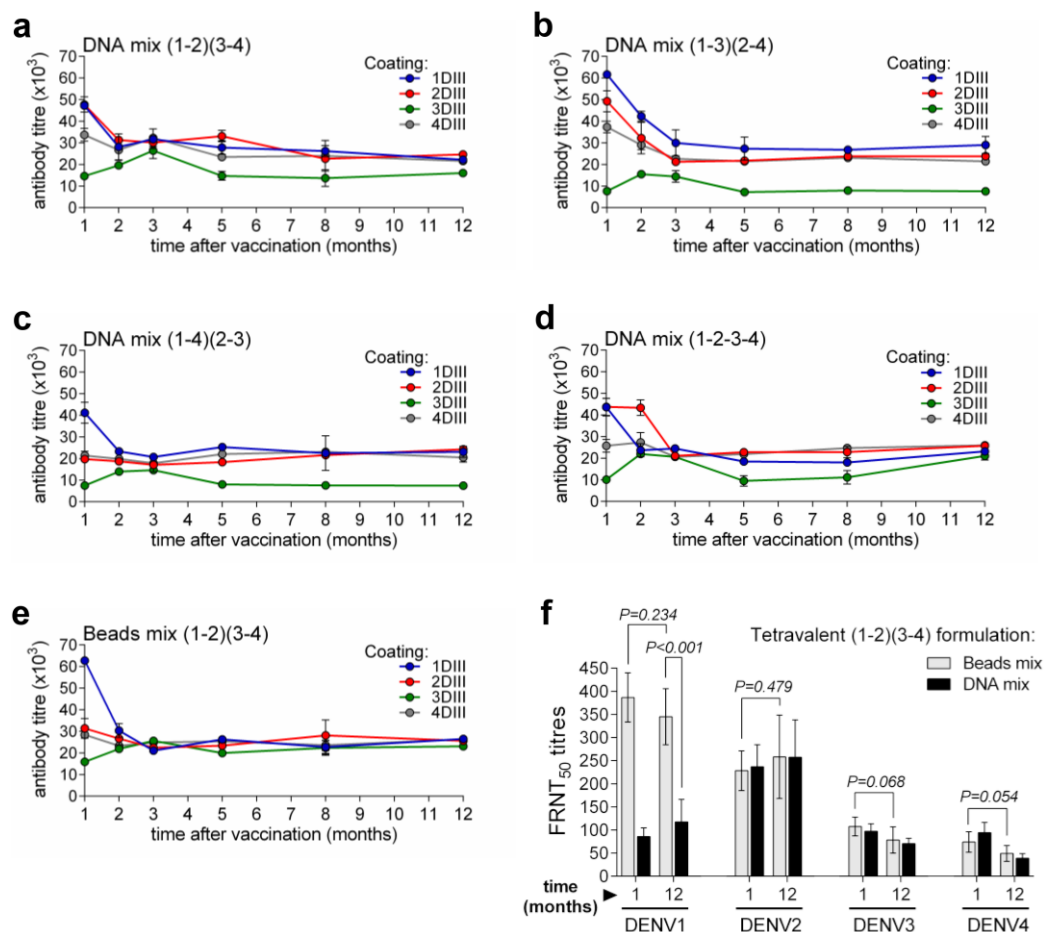 a
DNA mix (1-2)(3-4)
Coating:
1DIII
2DIII
3DIII
4DIII
antibody titre (x10³)
70
60
50
40
30
20
10
0
1 2 3 4 5 6 7 8 9 10 11 12
time after vaccination (months)
b
DNA mix (1-3)(2-4)
Coating:
1DIII
2DIII
3DIII
4DIII
antibody titre (x10³)
70
60
50
40
30
20
10
0
1 2 3 4 5 6 7 8 9 10 11 12
time after vaccination (months)
c
DNA mix (1-4)(2-3)
Coating:
1DIII
2DIII
3DIII
4DIII
antibody titre (x10³)
70
60
50
40
30
20
10
0
1 2 3 4 5 6 7 8 9 10 11 12
time after vaccination (months)
d
DNA mix (1-2-3-4)
Coating:
1DIII
2DIII
3DIII
4DIII
antibody titre (x10³)
70
60
50
40
30
20
10
0
1 2 3 4 5 6 7 8 9 10 11 12
time after vaccination (months)
e
Beads mix (1-2)(3-4)
Coating:
1DIII
2DIII
3DIII
4DIII
antibody titre (x10³)
70
60
50
40
30
20
10
0
1 2 3 4 5 6 7 8 9 10 11 12
time after vaccination (months)
f
Tetravalent (1-2)(3-4) formulation:
Beads mix
DNA mix
P=0.234
P<0.001
P=0.479
P=0.068
P=0.054
FRNT₅₀ titres
450
400
350
300
250
200
150
100
50
0
time
(months)
1 12 1 12 1 12 1 12
DENV1 DENV2 DENV3 DENV4